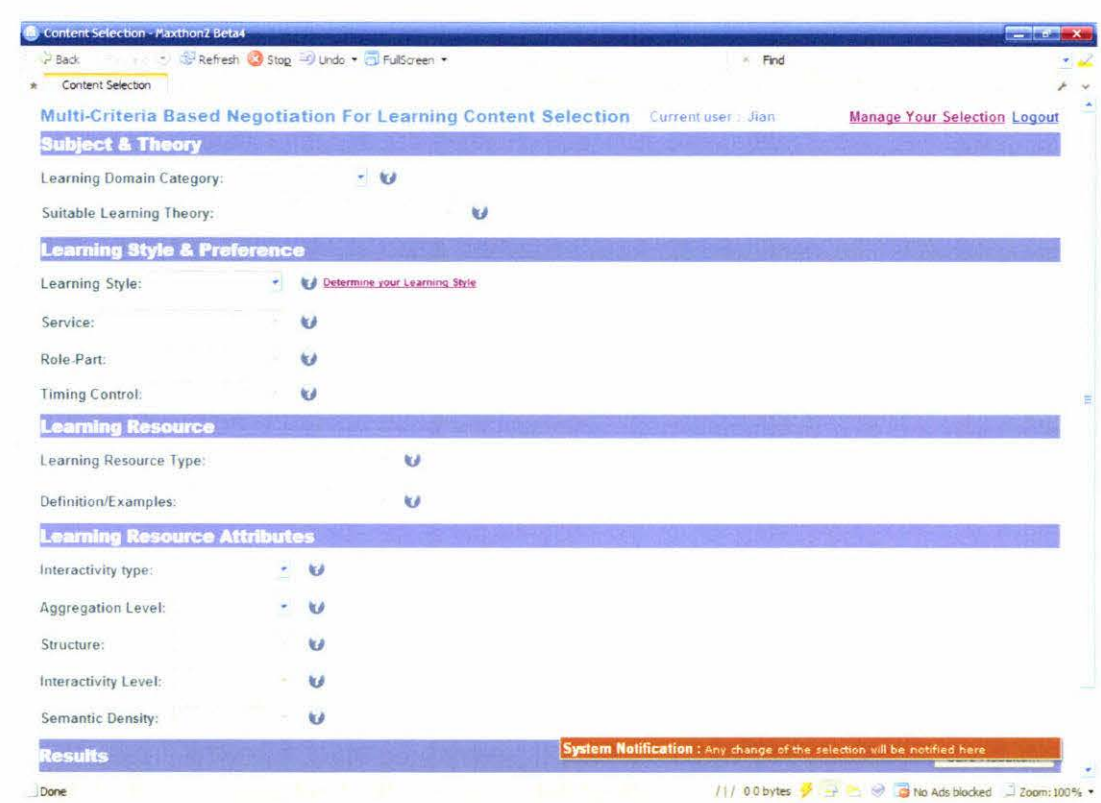 Content Selection - Maxthon2 Beta4
Back Refresh Stop Undo FullScreen Find
Content Selection
Multi-Criteria Based Negotiation For Learning Content Selection Current user : Jian Manage Your Selection Logout
Subject & Theory
Learning Domain Category:
Suitable Learning Theory:
Learning Style & Preference
Learning Style: Determine your Learning Style
Service:
Role-Part:
Timing Control:
Learning Resource
Learning Resource Type:
Definition/Examples:
Learning Resource Attributes
Interactivity type:
Aggregation Level:
Structure:
Interactivity Level:
Semantic Density:
Results System Notification : Any change of the selection will be notified here
Done 0.0 bytes No Ads blocked Zoom: 100%